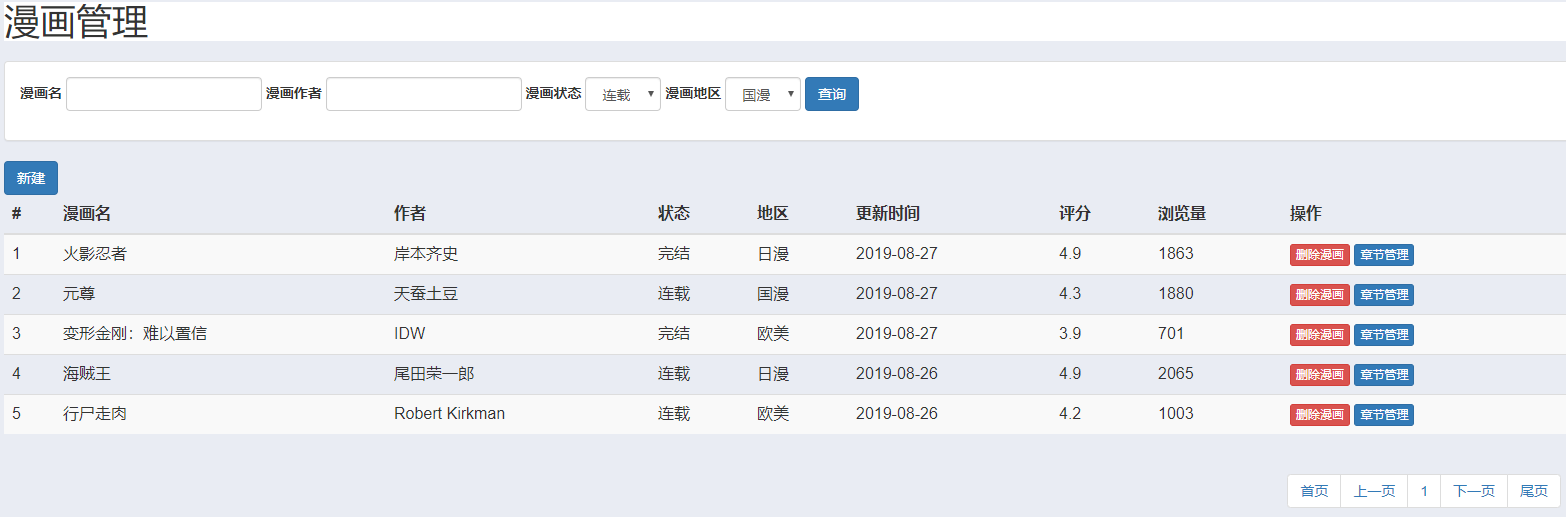 漫画管理
漫画名 漫画作者 漫画状态 连载 漫画地区 国漫 查询
新建
# 漫画名 作者 状态 地区 更新时间 评分 浏览量 操作
1 火影忍者 岸本齐史 完结 日漫 2019-08-27 4.9 1863 删除漫画 章节管理
2 元尊 天蚕土豆 连载 国漫 2019-08-27 4.3 1880 删除漫画 章节管理
3 变形金刚：难以置信 IDW 完结 欧美 2019-08-27 3.9 701 删除漫画 章节管理
4 海贼王 尾田荣一郎 连载 日漫 2019-08-26 4.9 2065 删除漫画 章节管理
5 行尸走肉 Robert Kirkman 连载 欧美 2019-08-26 4.2 1003 删除漫画 章节管理
首页 上一页 1 下一页 尾页